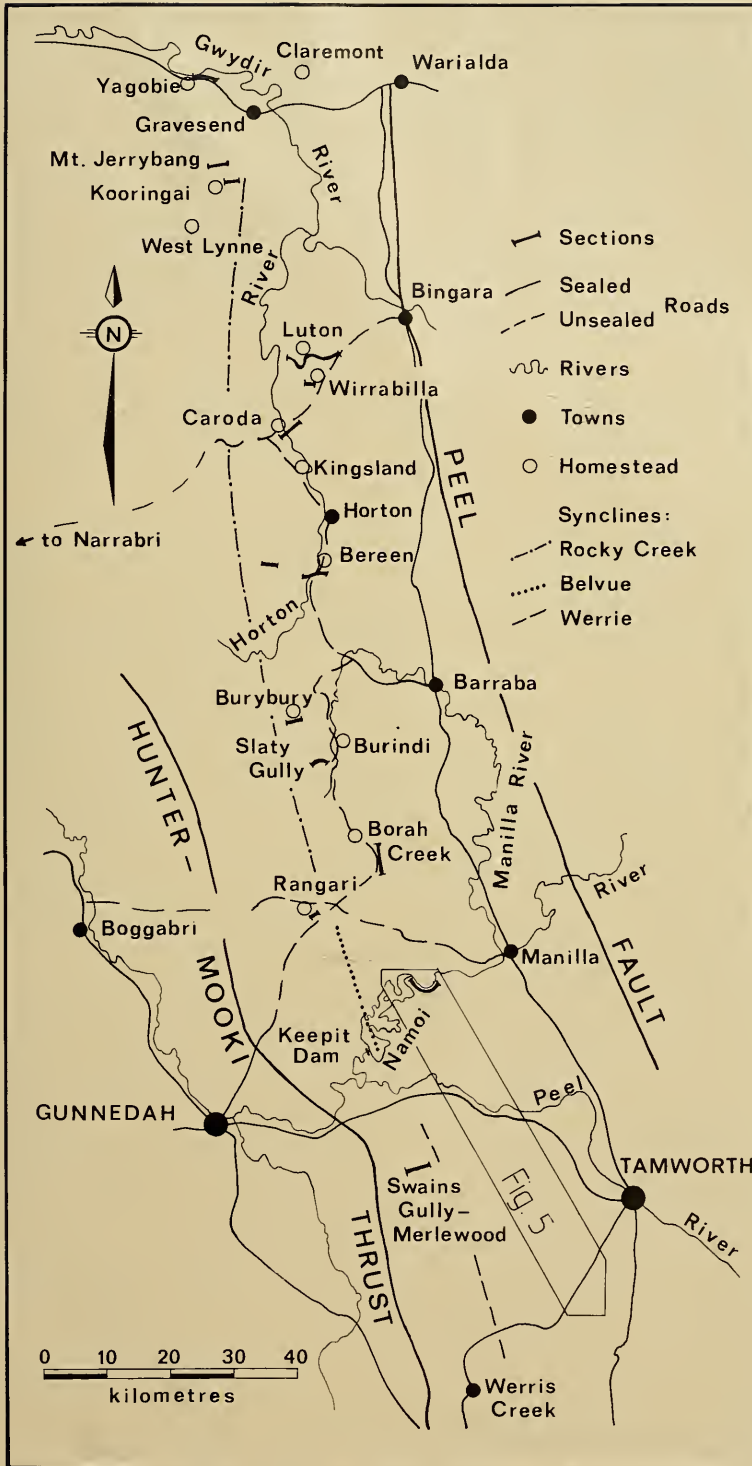 Gwydir
Claremont
Warialda
Yagobie
Gravesend
River
Mt. Jerrybang
Kooringai
West Lynne
River
N
Sections
Sealed
Roads
Unsealed
Rivers
Towns
Homestead
Synclines:
Rocky Creek
Belvue
Werrie
Bingara
Luton
Wirrabilla
Caroda
Kingsland
PEEL
Horton
← to Narrabri
Bereen
Horton
Barraba
Burybury
Slaty
Gully
Burindi
Manilla River
HUNTER –
Borah
Creek
River
Rangari
Boggabri
Manilla
FAULT
MOOKI
Keepit
Dam
Namoi
Peel
GUNNEDAH
TAMWORTH
Swains
Gully–
Merlewood
Fig. 5
River
THRUST
0 10 20 30 40
kilometres
Werris
Creek